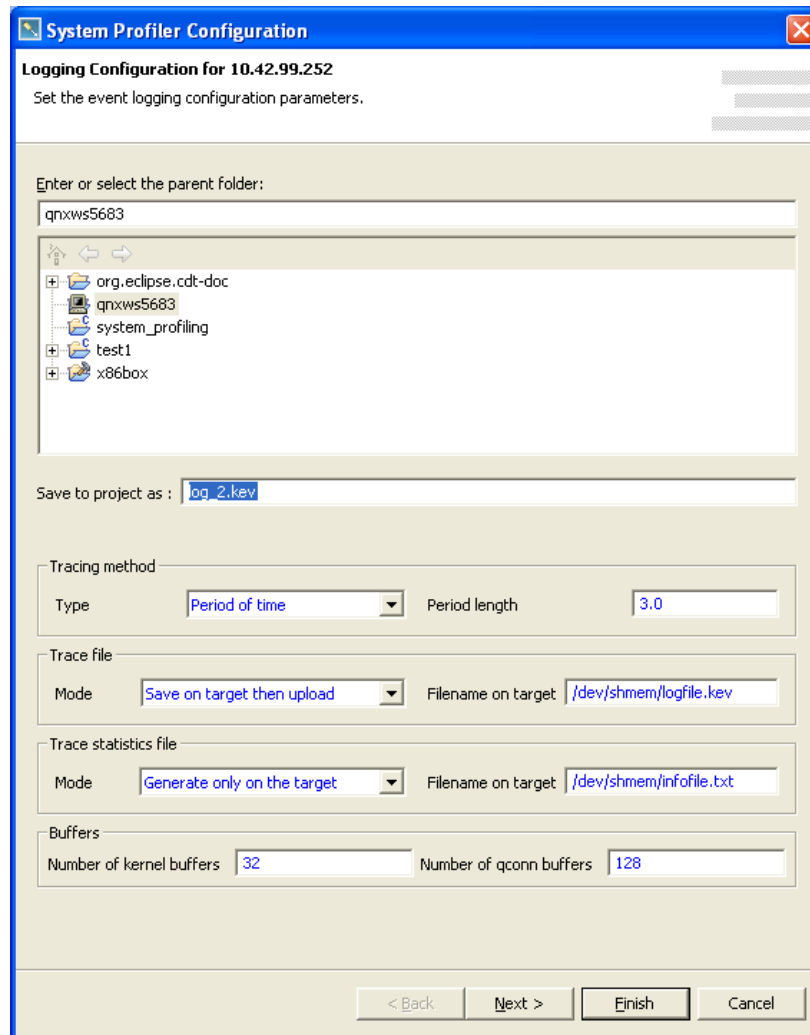 System Profiler Configuration
Logging Configuration for 10.42.99.252
Set the event logging configuration parameters.
Enter or select the parent folder:
qnxws5683
org.eclipse.cdt-doc
qnxws5683
system_profiling
test1
x86box
Save to project as : log_2.kev
Tracing method
Type Period of time Period length 3.0
Trace file
Mode Save on target then upload Filename on target /dev/shmem/logfile.kev
Trace statistics file
Mode Generate only on the target Filename on target /dev/shmem/infofile.txt
Buffers
Number of kernel buffers 32 Number of qconn buffers 128
< Back Next > Finish Cancel